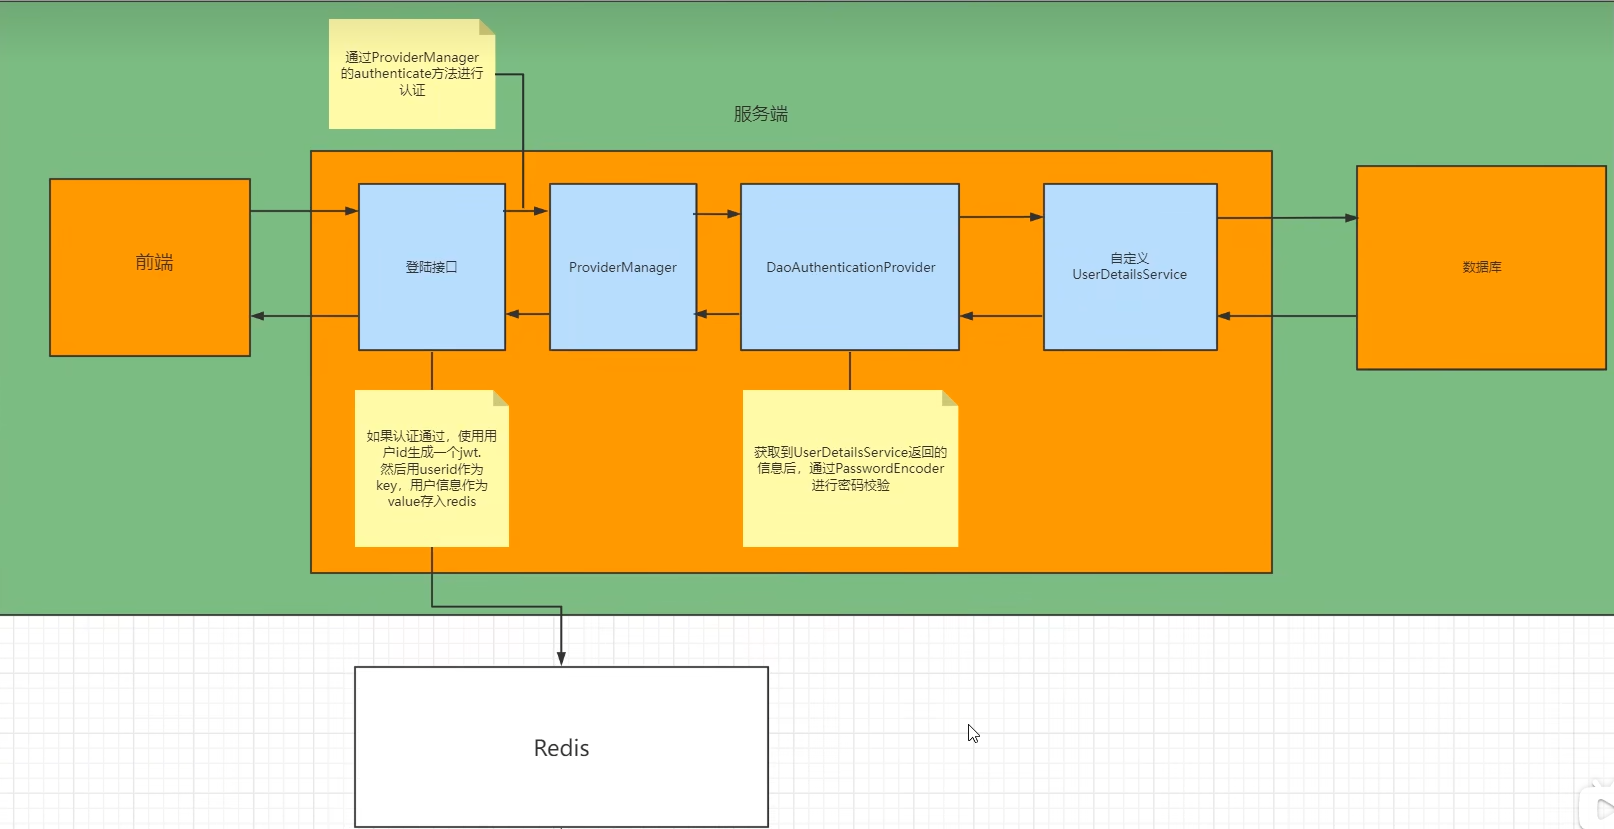 通过ProviderManager
的authenticate方法进行
认证
服务端
前端
登陆接口
ProviderManager
DaoAuthenticationProvider
自定义
UserDetailsService
数据库
如果认证通过，使用用
户id生成一个jwt.
然后用userid作为
key，用户信息作为
value存入redis
获取到UserDetailsService返回的
信息后，通过PasswordEncoder
进行密码校验
Redis